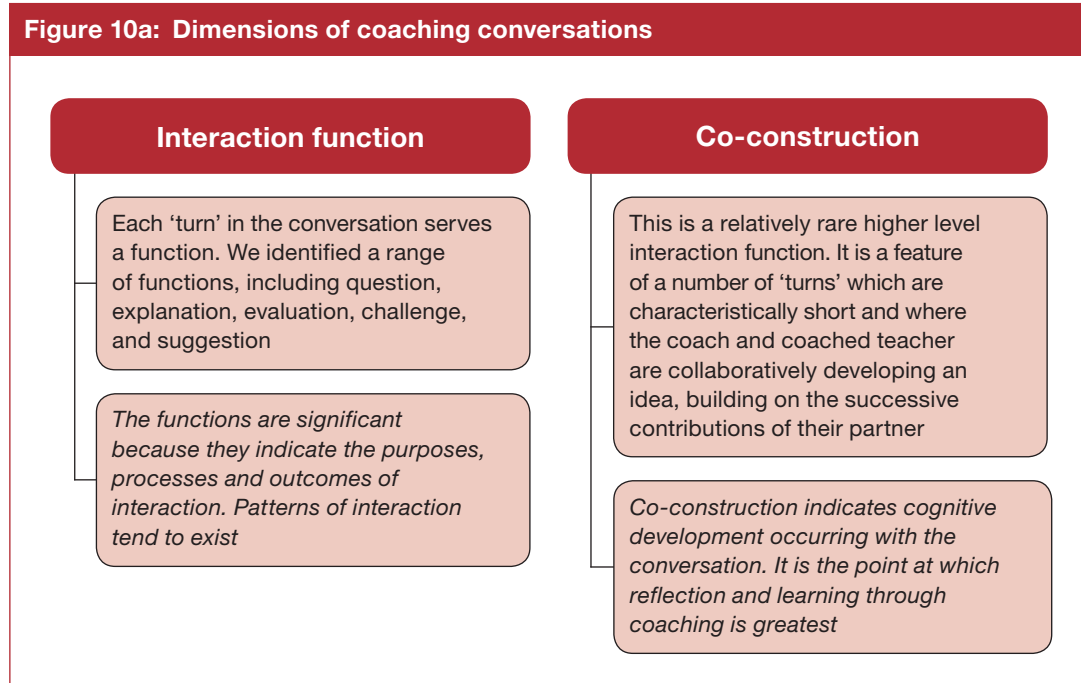 Figure 10a: Dimensions of coaching conversations
Interaction function
Each ‘turn’ in the conversation serves
a function. We identified a range
of functions, including question,
explanation, evaluation, challenge,
and suggestion
The functions are significant
because they indicate the purposes,
processes and outcomes of
interaction. Patterns of interaction
tend to exist
Co-construction
This is a relatively rare higher level
interaction function. It is a feature
of a number of ‘turns’ which are
characteristically short and where
the coach and coached teacher
are collaboratively developing an
idea, building on the successive
contributions of their partner
Co-construction indicates cognitive
development occurring with the
conversation. It is the point at which
reflection and learning through
coaching is greatest